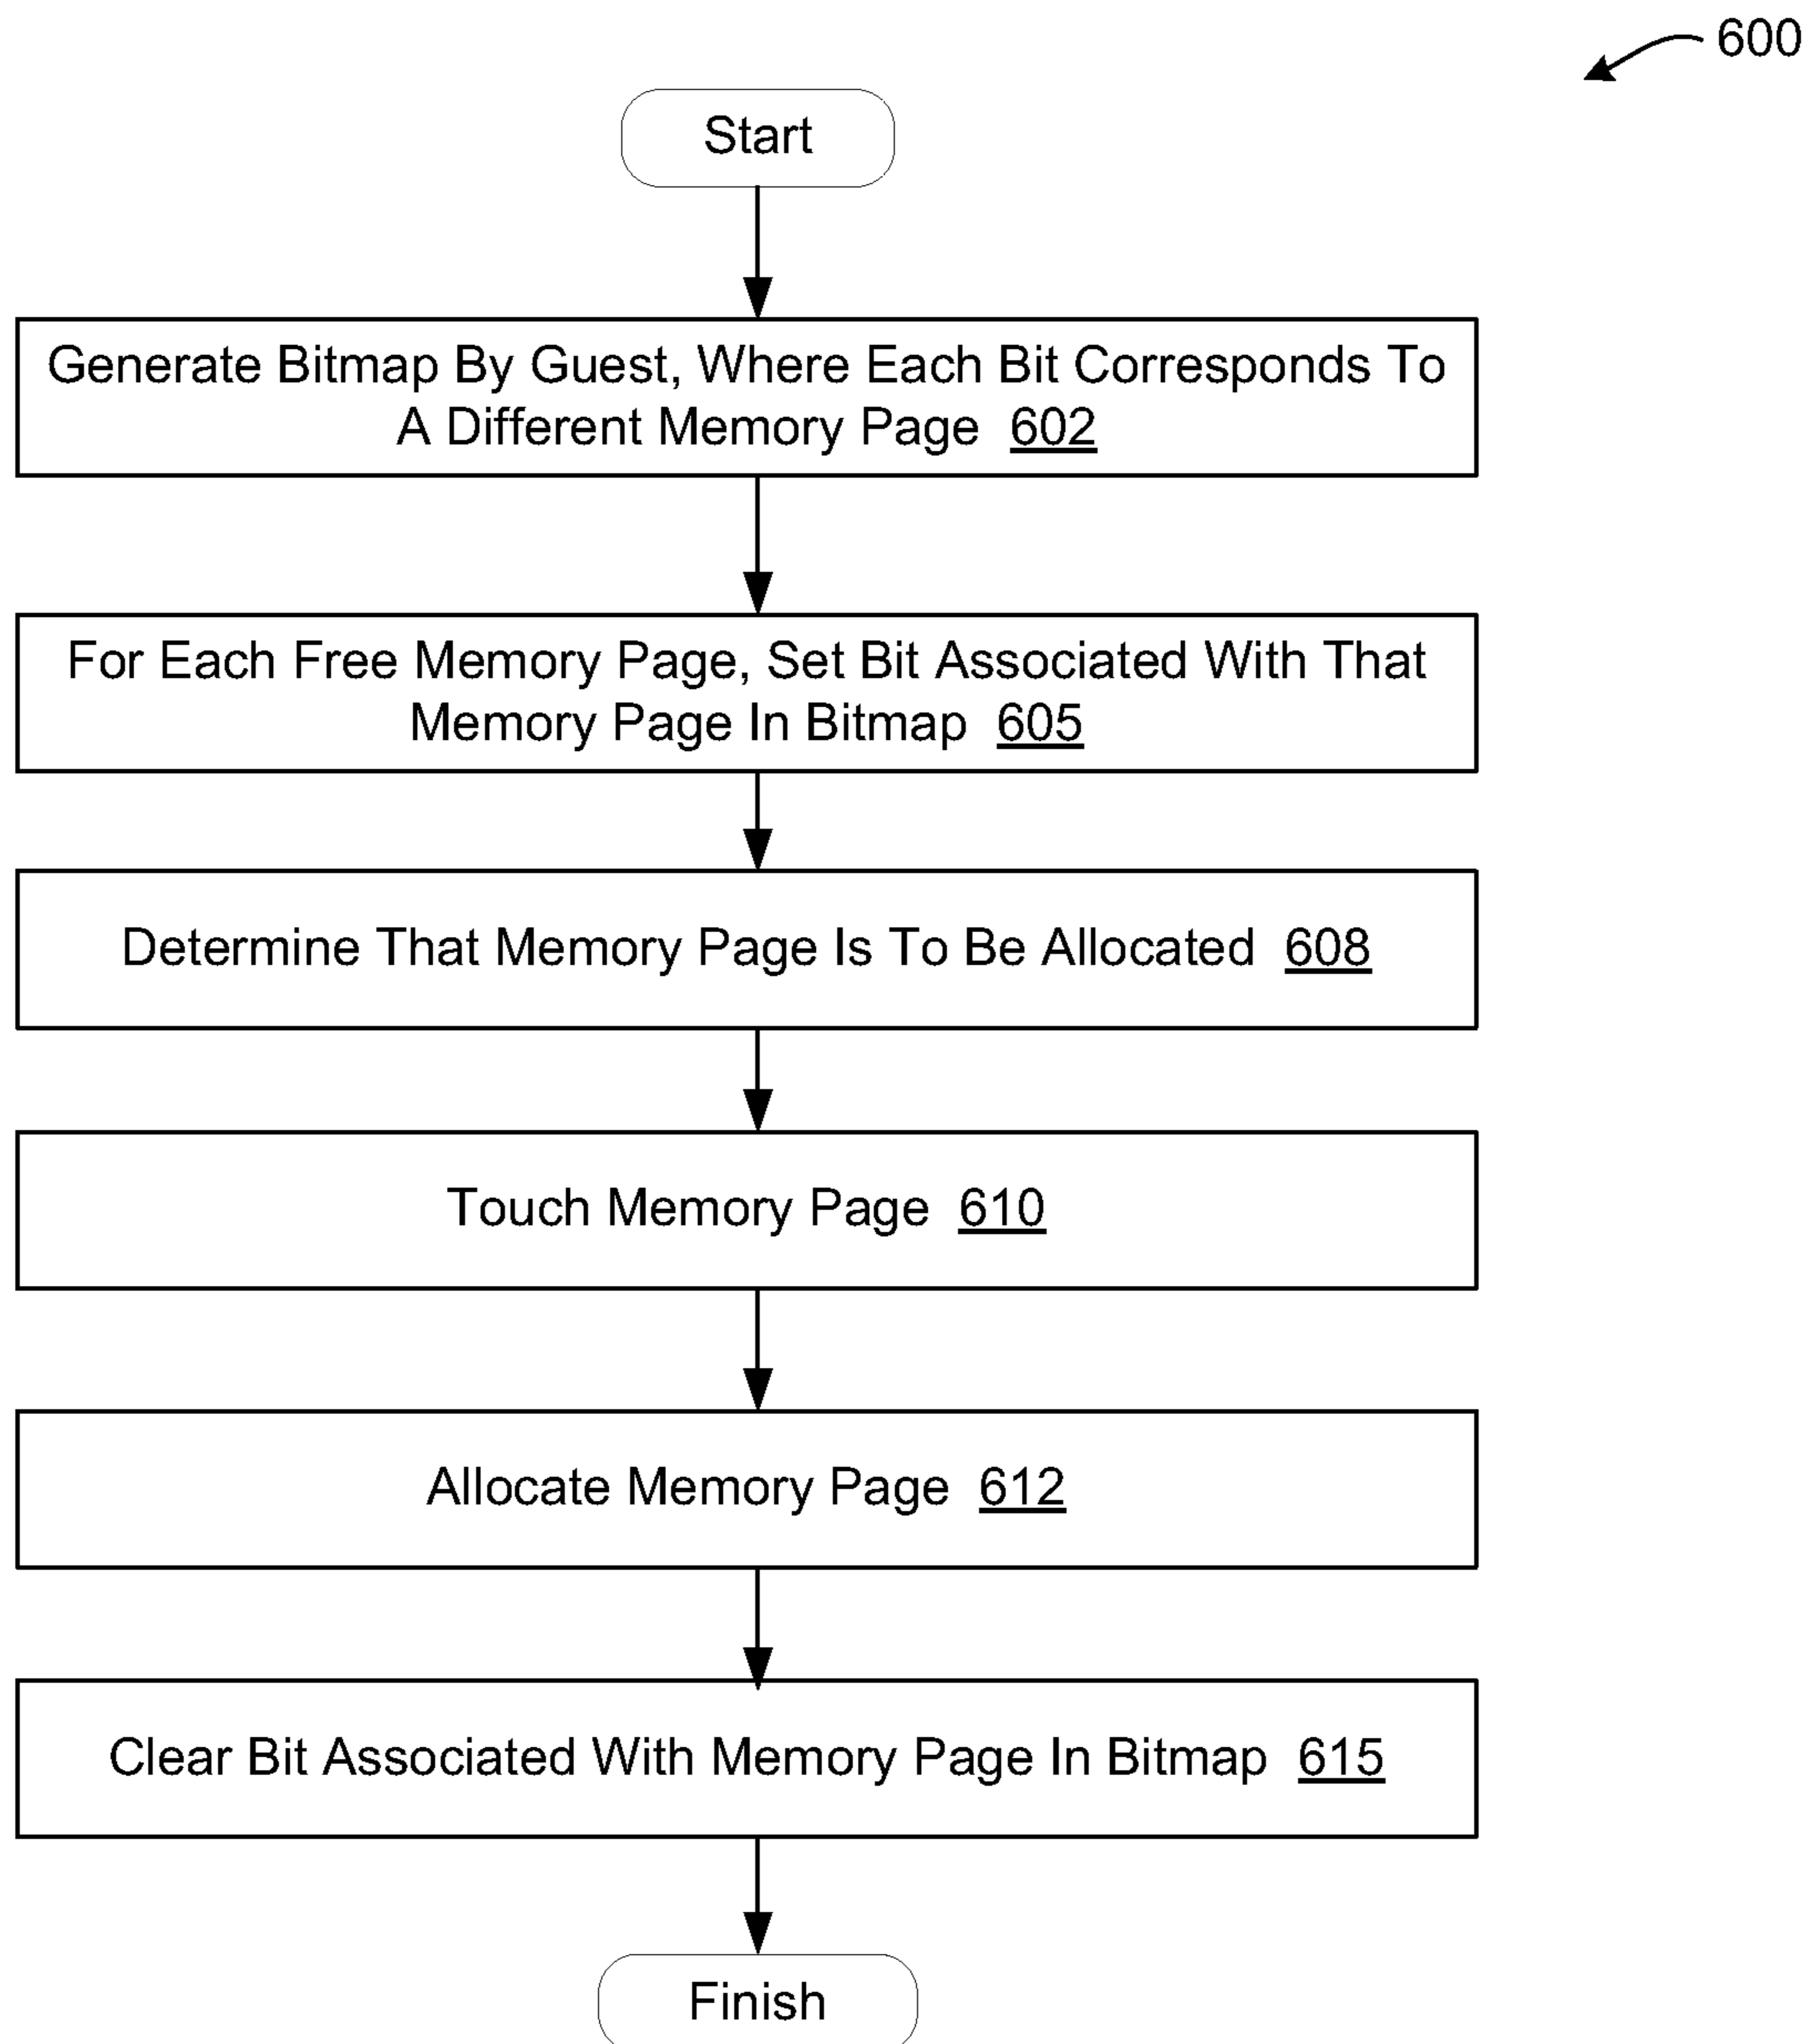 600
Start
Generate Bitmap By Guest, Where Each Bit Corresponds To
A Different Memory Page 602
For Each Free Memory Page, Set Bit Associated With That
Memory Page In Bitmap 605
Determine That Memory Page Is To Be Allocated 608
Touch Memory Page 610
Allocate Memory Page 612
Clear Bit Associated With Memory Page In Bitmap 615
Finish